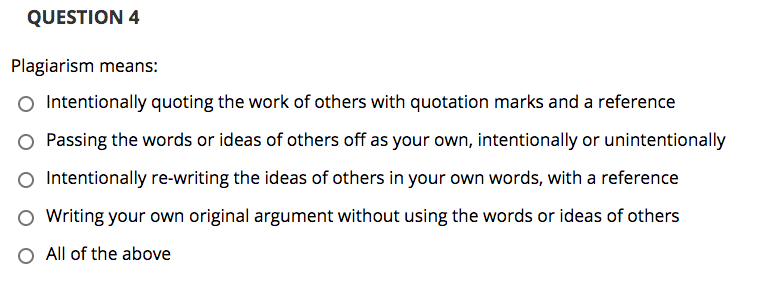 QUESTION 4
Plagiarism means:
Intentionally quoting the work of others with quotation marks and a reference
Passing the words or ideas of others off as your own, intentionally or unintentionally
Intentionally re-writing the ideas of others in your own words, with a reference
Writing your own original argument without using the words or ideas of others
All of the above